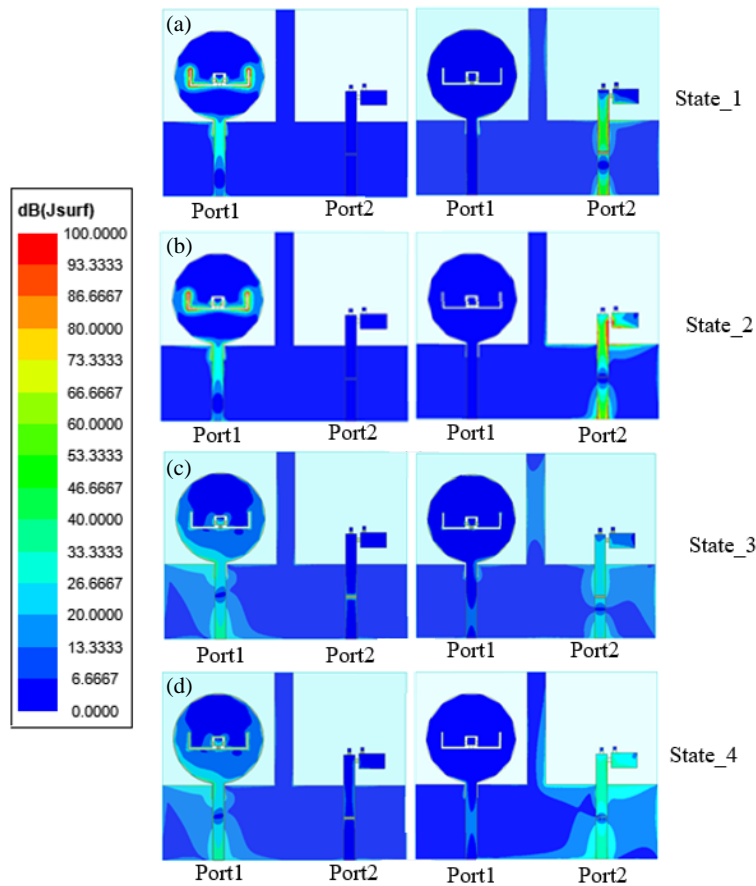 (a)
State_1
Port1 Port2 Port1 Port2
dB(Jsurf)
100.0000
93.3333
86.6667
80.0000
73.3333
66.6667
60.0000
53.3333
46.6667
40.0000
33.3333
26.6667
20.0000
13.3333
6.6667
0.0000
(b)
State_2
Port1 Port2 Port1 Port2
(c)
State_3
Port1 Port2 Port1 Port2
(d)
State_4
Port1 Port2 Port1 Port2